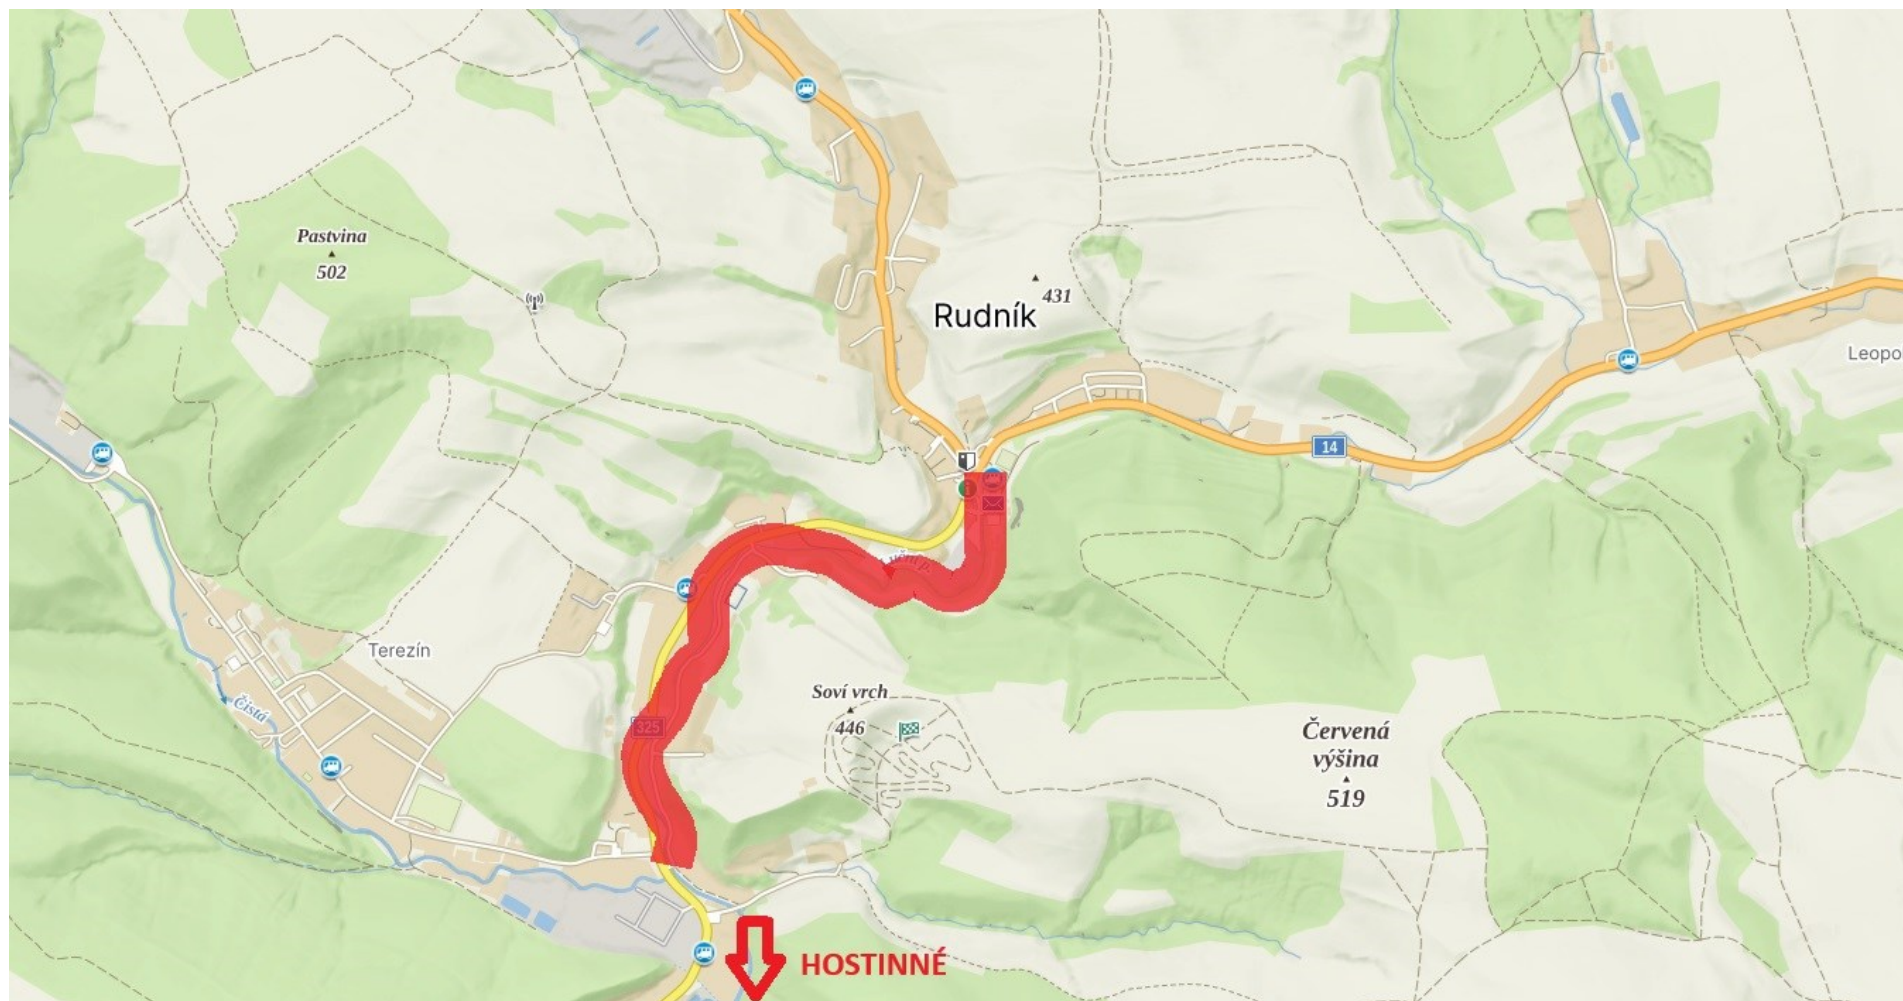 Pastvina
502
431
Rudník
Leopo
14
Terezín
Soví vrch
446
325
Čistá
Červená
výšina
519
HOSTINNÉ